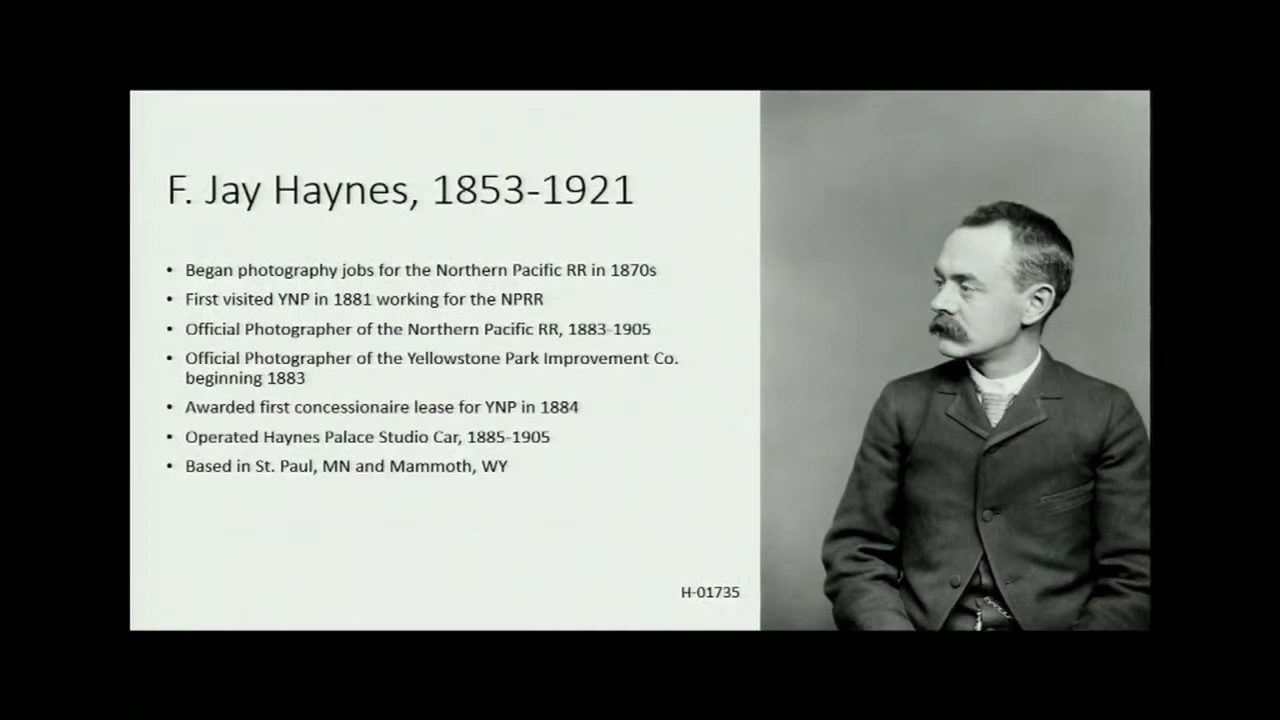 F. Jay Haynes, 1853-1921
• Began photography jobs for the Northern Pacific RR in 1870s
• First visited YNP in 1881 working for the NPRR
• Official Photographer of the Northern Pacific RR, 1883-1905
• Official Photographer of the Yellowstone Park Improvement Co.
beginning 1883
• Awarded first concessionaire lease for YNP in 1884
• Operated Haynes Palace Studio Car, 1885-1905
• Based in St. Paul, MN and Mammoth, WY
H-01735